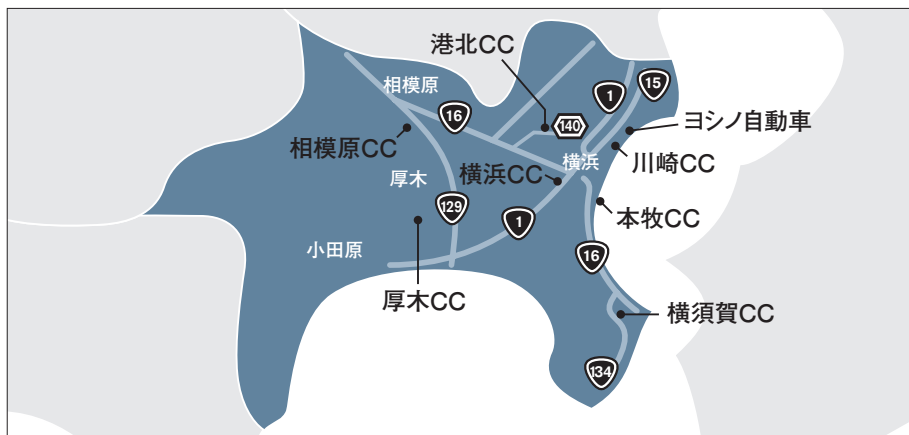 港北CC
相模原
1
15
16
140
ヨシノ自動車
相模原CC
横浜
川崎CC
厚木
横浜CC
129
1
本牧CC
小田原
16
厚木CC
横須賀CC
134